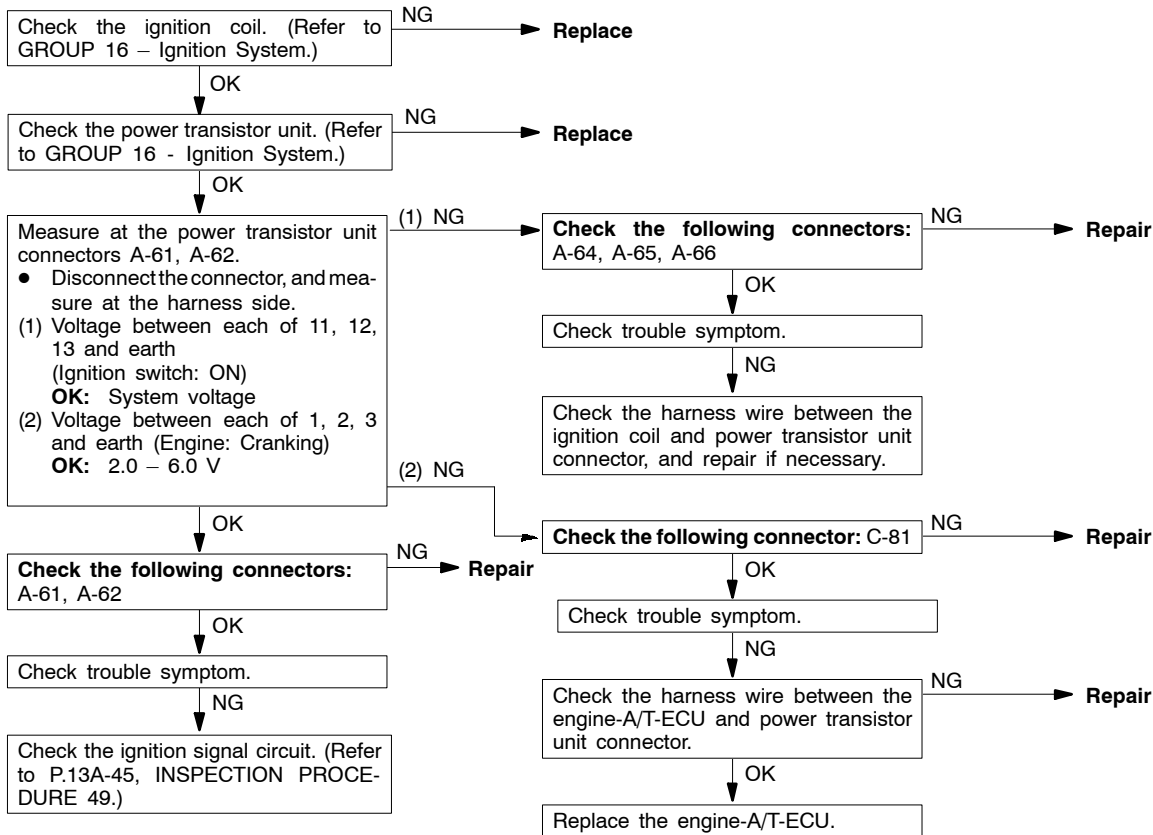 Check the ignition coil. (Refer to
GROUP 16 – Ignition System.)
NG
Replace
OK
Check the power transistor unit. (Refer
to GROUP 16 - Ignition System.)
NG
Replace
OK
Measure at the power transistor unit
connectors A-61, A-62.
● Disconnect the connector, and mea-
sure at the harness side.
(1) Voltage between each of 11, 12,
13 and earth
(Ignition switch: ON)
OK: System voltage
(2) Voltage between each of 1, 2, 3
and earth (Engine: Cranking)
OK: 2.0 – 6.0 V
(1) NG
Check the following connectors:
A-64, A-65, A-66
NG
Repair
OK
Check trouble symptom.
NG
Check the harness wire between the
ignition coil and power transistor unit
connector, and repair if necessary.
(2) NG
Check the following connector: C-81
NG
Repair
OK
Check trouble symptom.
NG
Check the harness wire between the
engine-A/T-ECU and power transistor
unit connector.
NG
Repair
OK
Replace the engine-A/T-ECU.
OK
Check the following connectors:
A-61, A-62
NG
Repair
OK
Check trouble symptom.
NG
Check the ignition signal circuit. (Refer
to P.13A-45, INSPECTION PROCE-
DURE 49.)